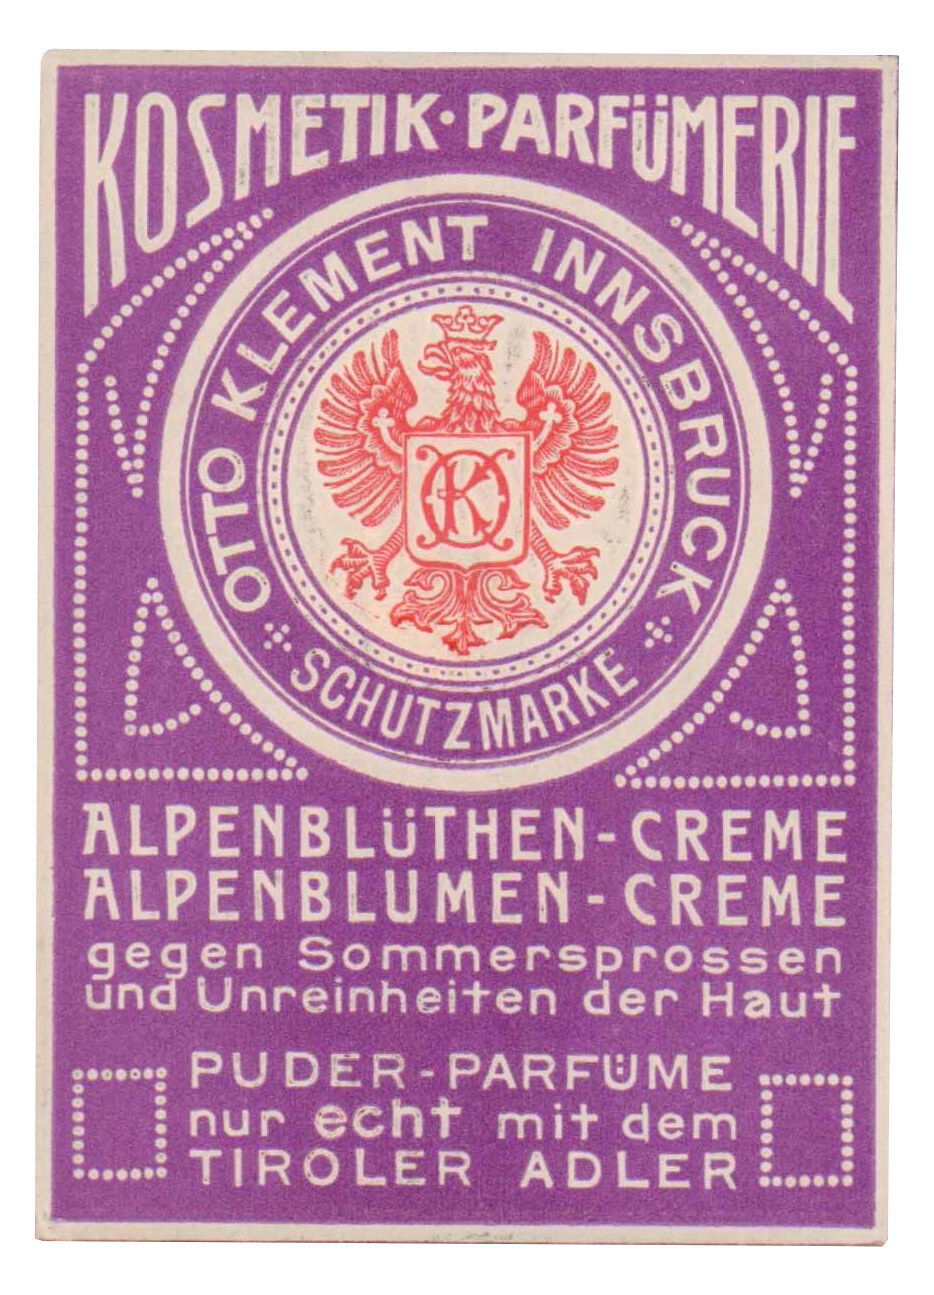 KOSMETIK·PARFÜMERIE
OTTO KLEMENT INNSBRUCK
OK
SCHUTZMARKE
ALPENBLÜTHEN-CREME
ALPENBLUMEN-CREME
gegen Sommersprossen
und Unreinheiten der Haut
PUDER-PARFÜME
nur echt mit dem
TIROLER ADLER